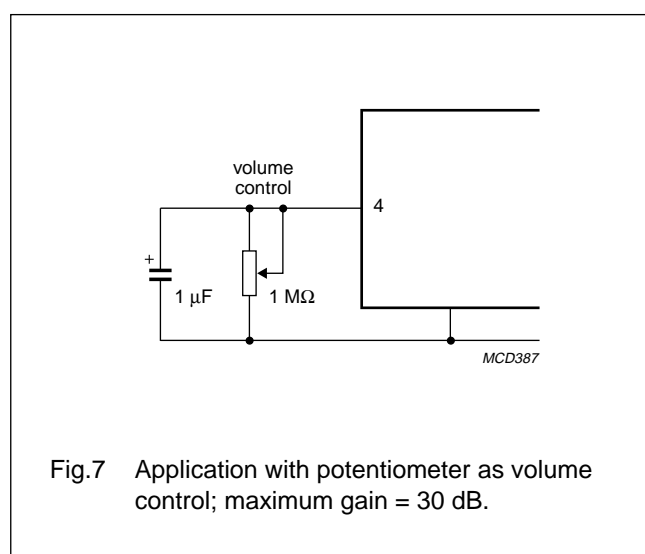 volume
control
4
+
1 μF
1 MΩ
MCD387
Fig.7 Application with potentiometer as volume
control; maximum gain = 30 dB.